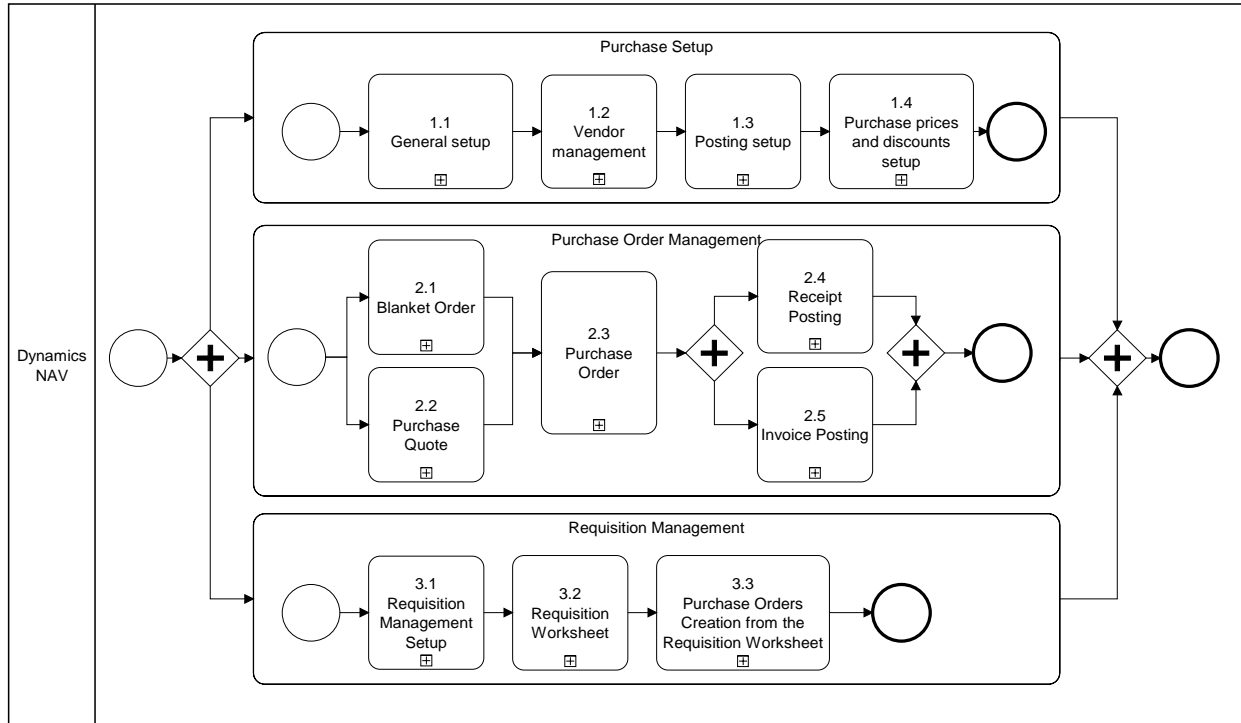 Dynamics
NAV
Purchase Setup
1.1
General setup
1.2
Vendor
management
1.3
Posting setup
1.4
Purchase prices
and discounts
setup
Purchase Order Management
2.1
Blanket Order
2.2
Purchase
Quote
2.3
Purchase
Order
2.4
Receipt
Posting
2.5
Invoice Posting
Requisition Management
3.1
Requisition
Management
Setup
3.2
Requisition
Worksheet
3.3
Purchase Orders
Creation from the
Requisition Worksheet